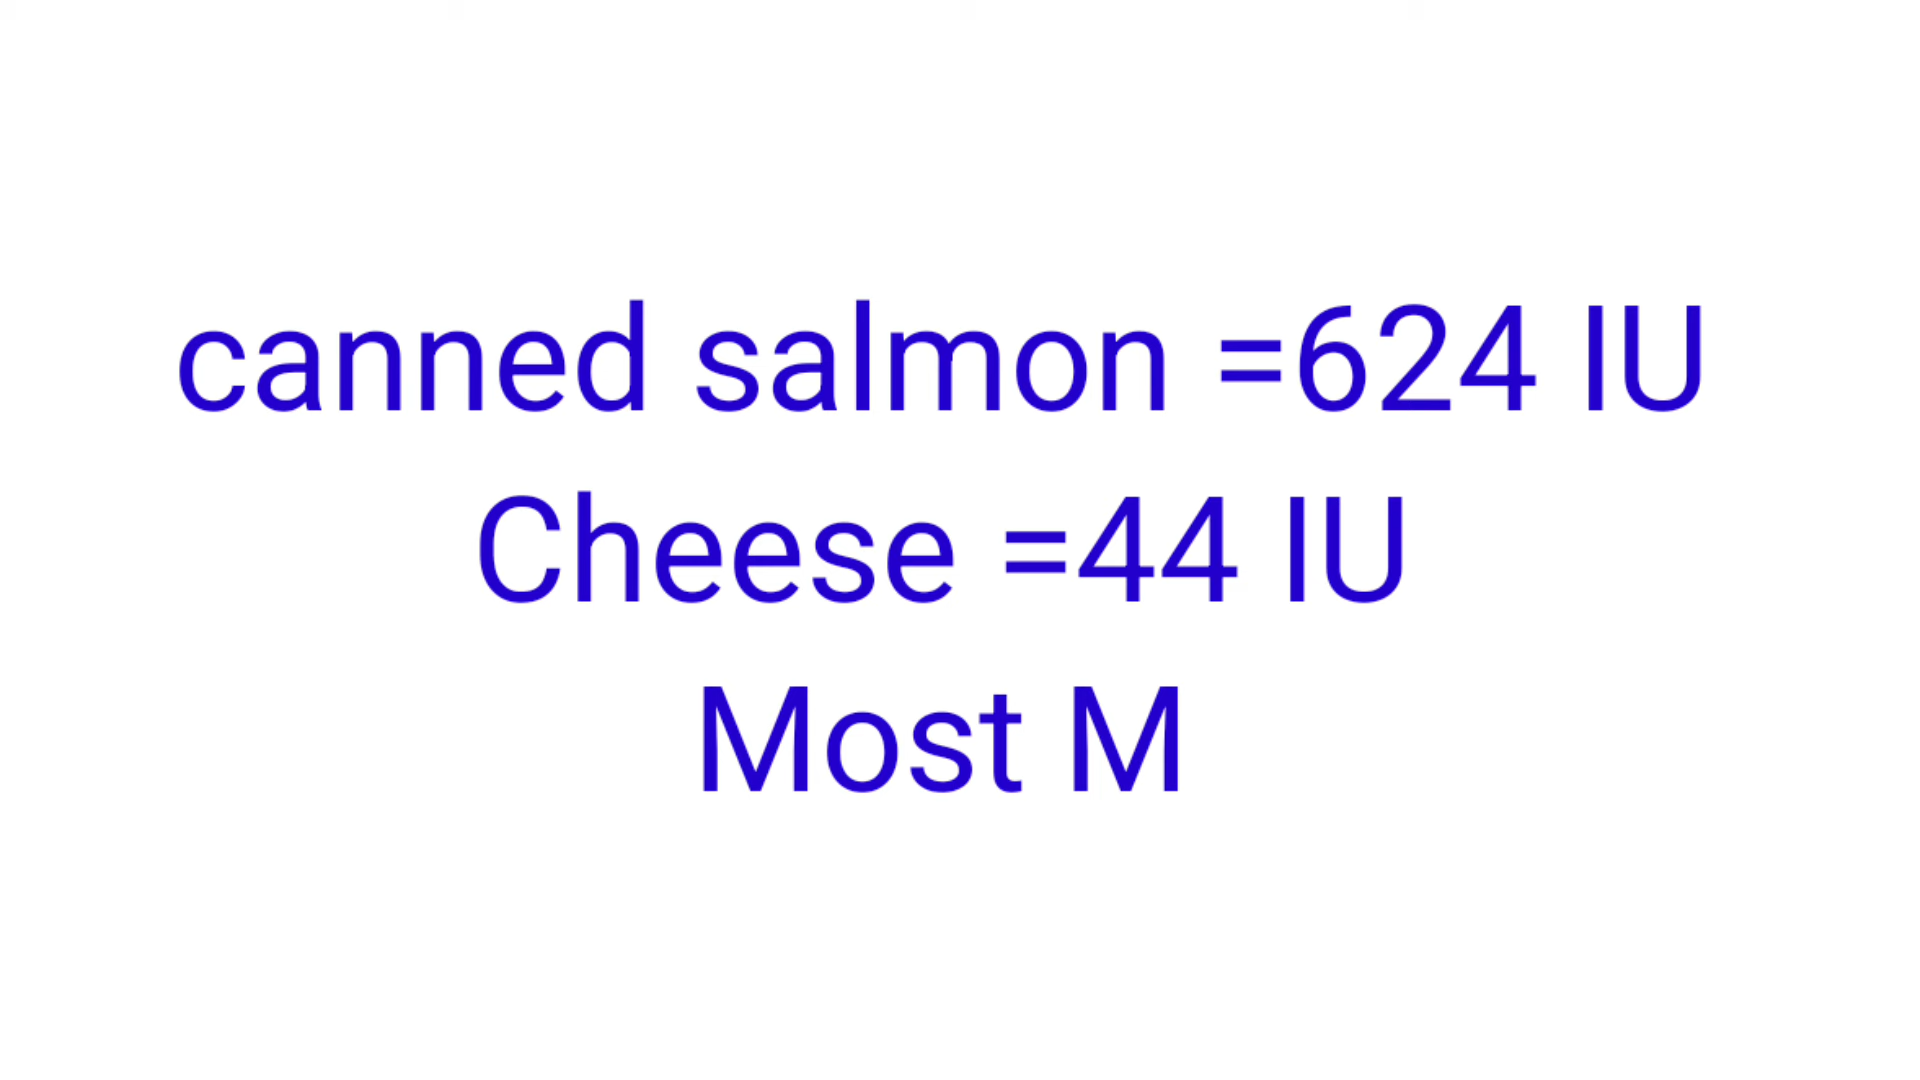 canned salmon =624 IU
Cheese =44 IU
Most M